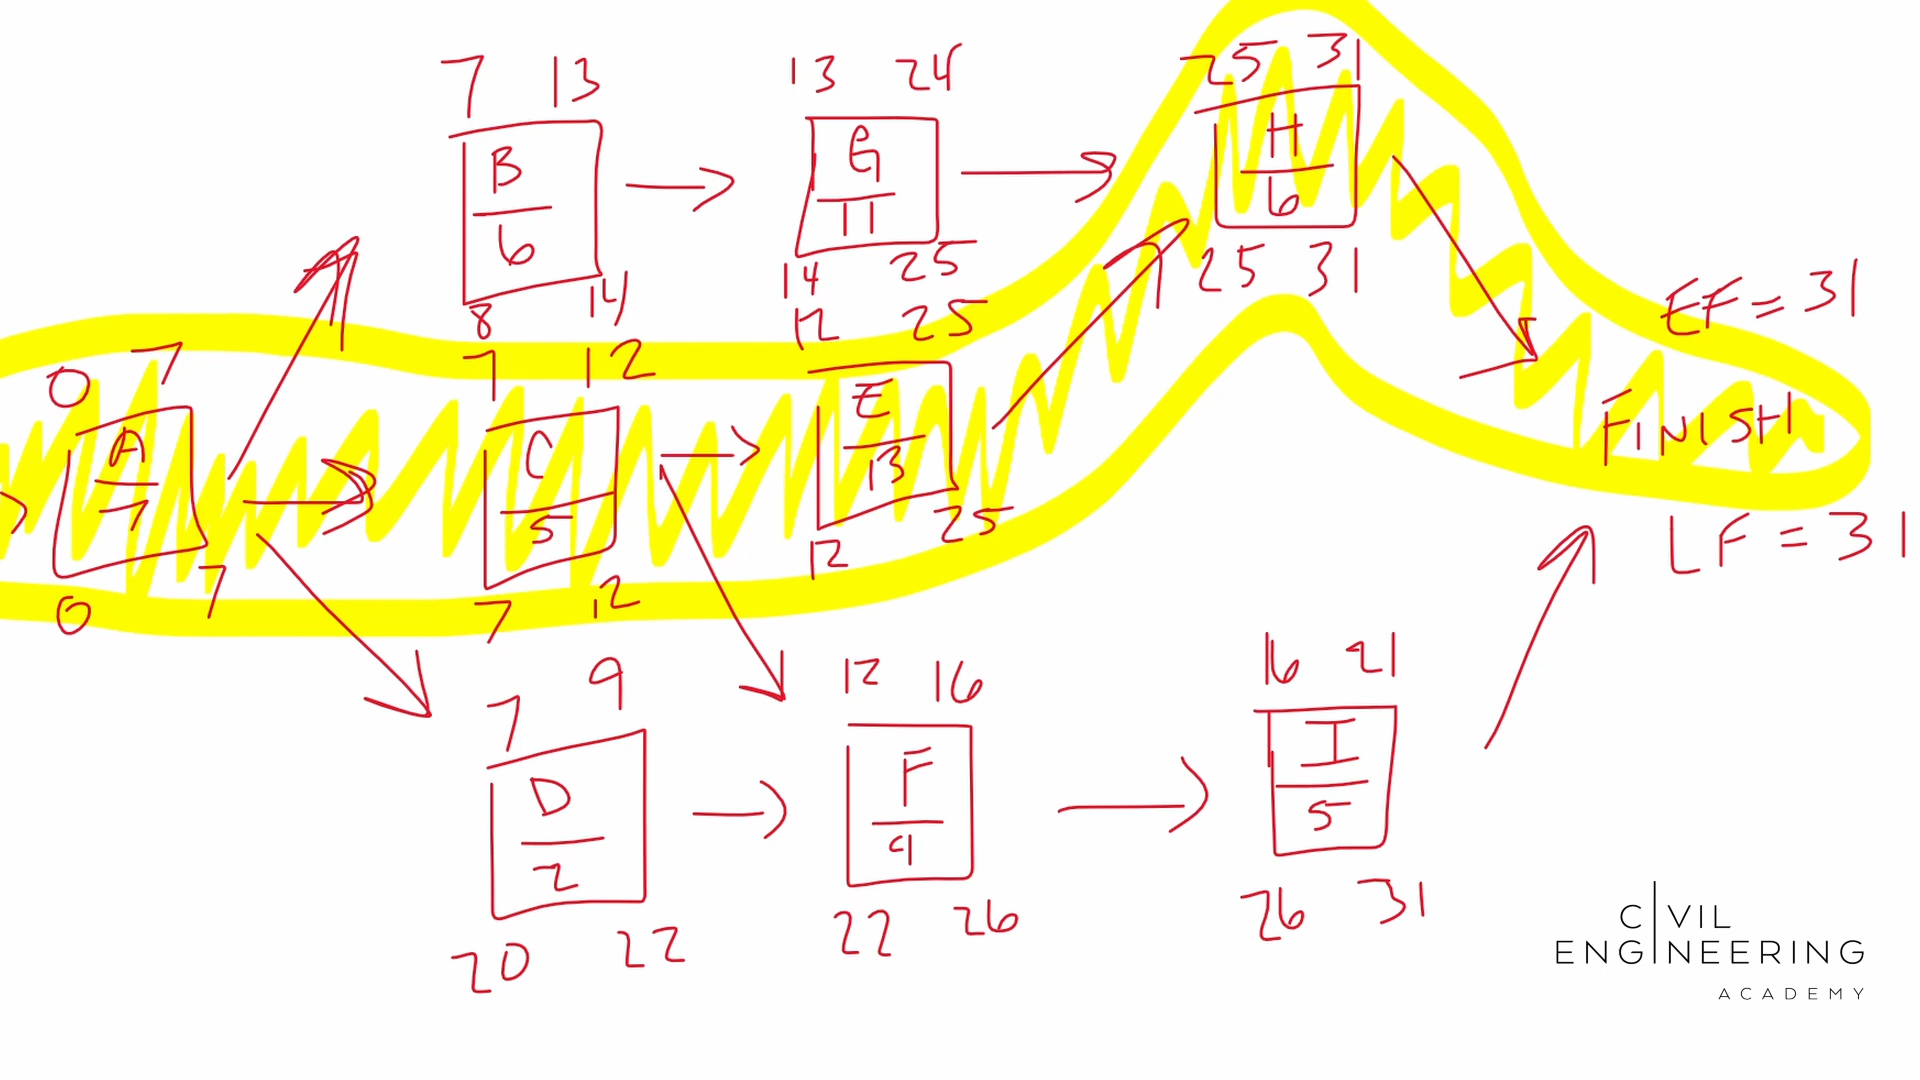 7 13
B
6
8 14
13 24
G
11
14 25
25 31
H
6
25 31
0 7
A
7
0 7
7 12
C
5
7 12
12 25
E
13
12 25
EF = 31
FINISH
LF = 31
7 9
D
2
20 22
12 16
F
4
22 26
16 21
I
5
26 31
CIVIL
ENGINEERING
ACADEMY